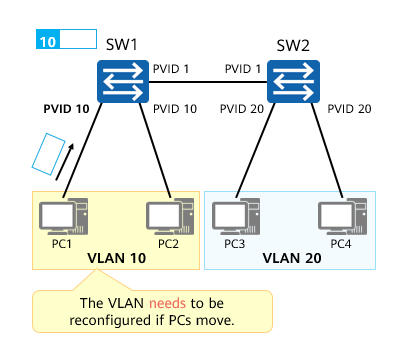 10
SW1
SW2
PVID 1
PVID 1
PVID 10
PVID 10
PVID 20
PVID 20
PC1
PC2
PC3
PC4
VLAN 10
VLAN 20
The VLAN needs to be
reconfigured if PCs move.